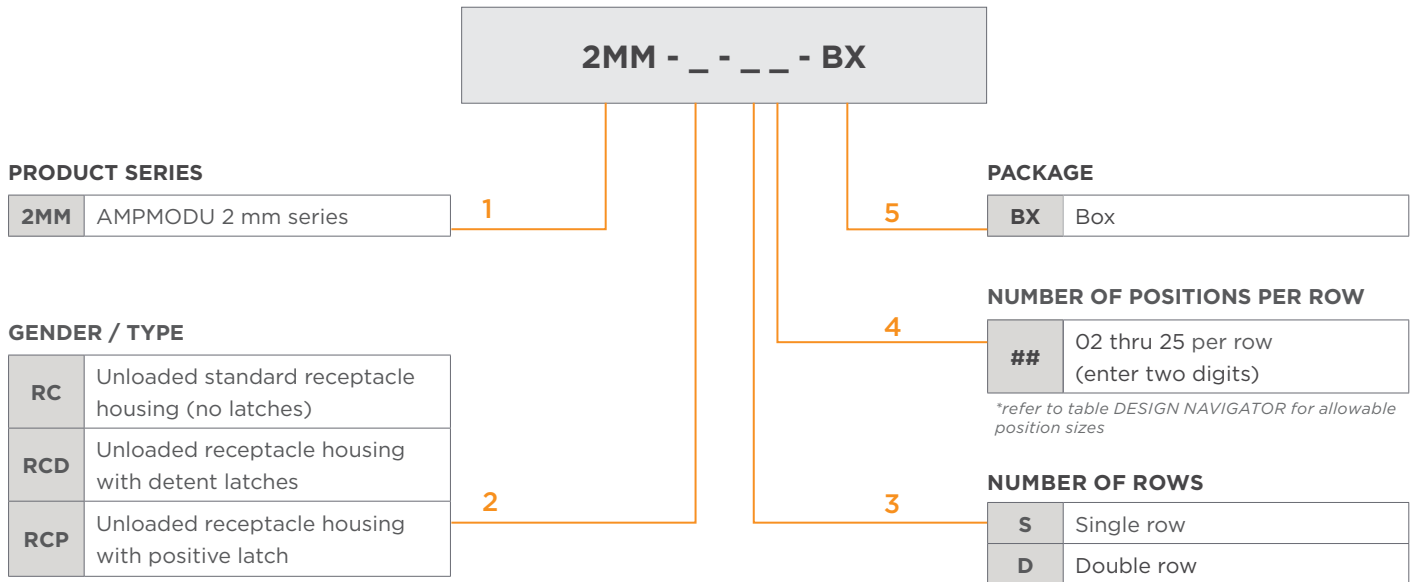 2MM - _ - _ _ - BX
PRODUCT SERIES
2MM AMPMODU 2 mm series
1
GENDER / TYPE
RC Unloaded standard receptacle
housing (no latches)
RCD Unloaded receptacle housing
with detent latches
RCP Unloaded receptacle housing
with positive latch
2
PACKAGE
5
BX Box
NUMBER OF POSITIONS PER ROW
4
## 02 thru 25 per row
(enter two digits)
*refer to table DESIGN NAVIGATOR for allowable
position sizes
NUMBER OF ROWS
3
S Single row
D Double row